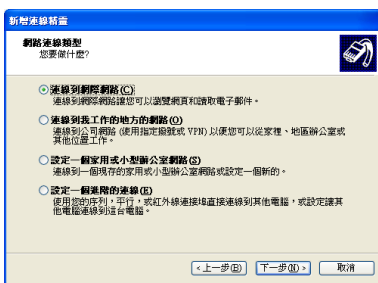 新增連線精靈
網路連線類型
您要做什麼?
連線到網際網路(C)
連線到網際網路讓您可以瀏覽網頁和讀取電子郵件。
連線到我工作的地方的網路(O)
連線到公司網路 (使用指定撥號或 VPN) 以便您可以從家裡、地區辦公室或
其他位置工作。
設定一個家用或小型辦公室網路(S)
連線到一個現存的家用或小型辦公室網路或設定一個新的。
設定一個進階的連線(E)
使用您的序列,平行,或紅外線連接埠直接連線到其他電腦,或設定讓其
他電腦連線到這台電腦。
<上一步(B) 下一步(N)> 取消